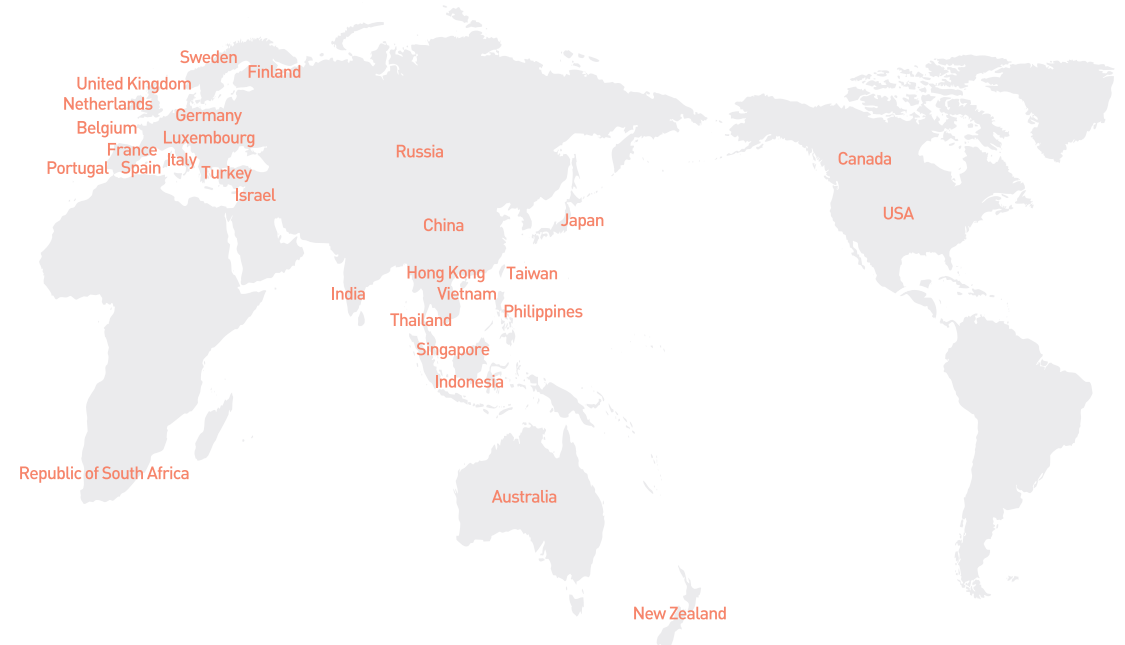 Sweden
Finland
United Kingdom
Netherlands
Germany
Belgium
Luxembourg
France
Italy
Portugal
Spain
Turkey
Israel
Russia
China
Japan
Hong Kong
Taiwan
India
Vietnam
Philippines
Thailand
Singapore
Indonesia
Republic of South Africa
Australia
New Zealand
Canada
USA